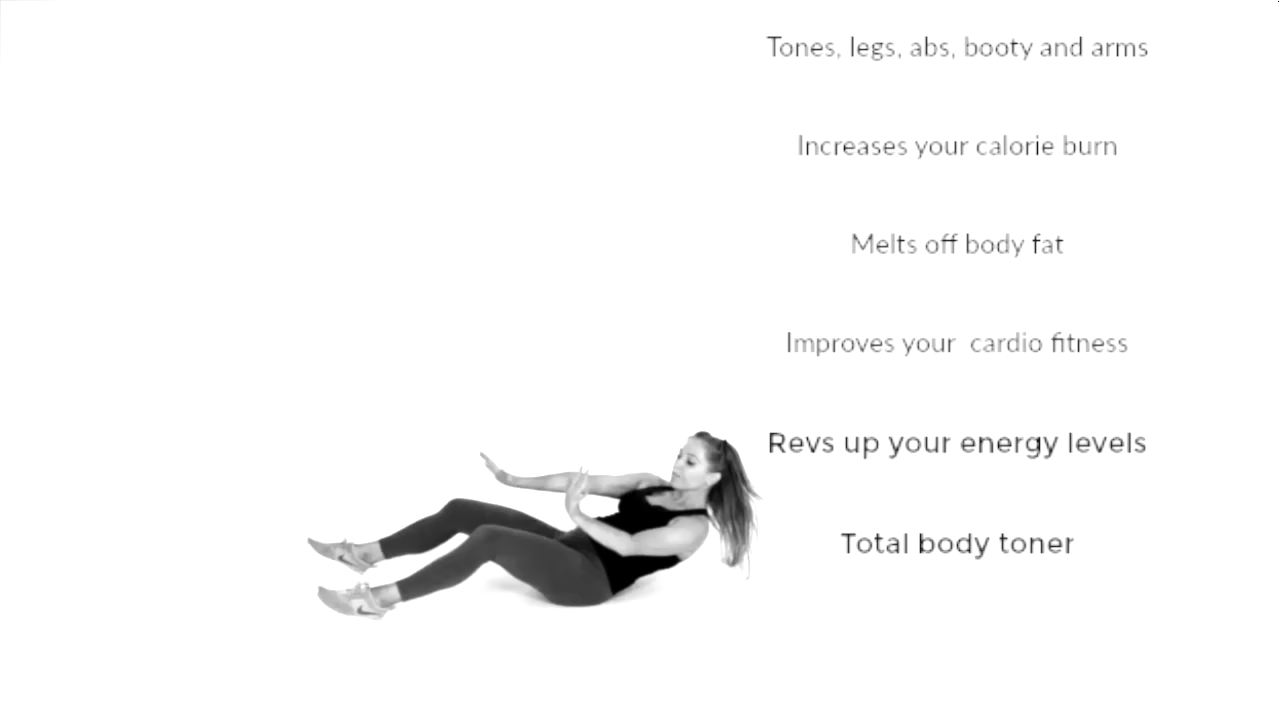 Tones, legs, abs, booty and arms
Increases your calorie burn
Melts off body fat
Improves your cardio fitness
Revs up your energy levels
Total body toner